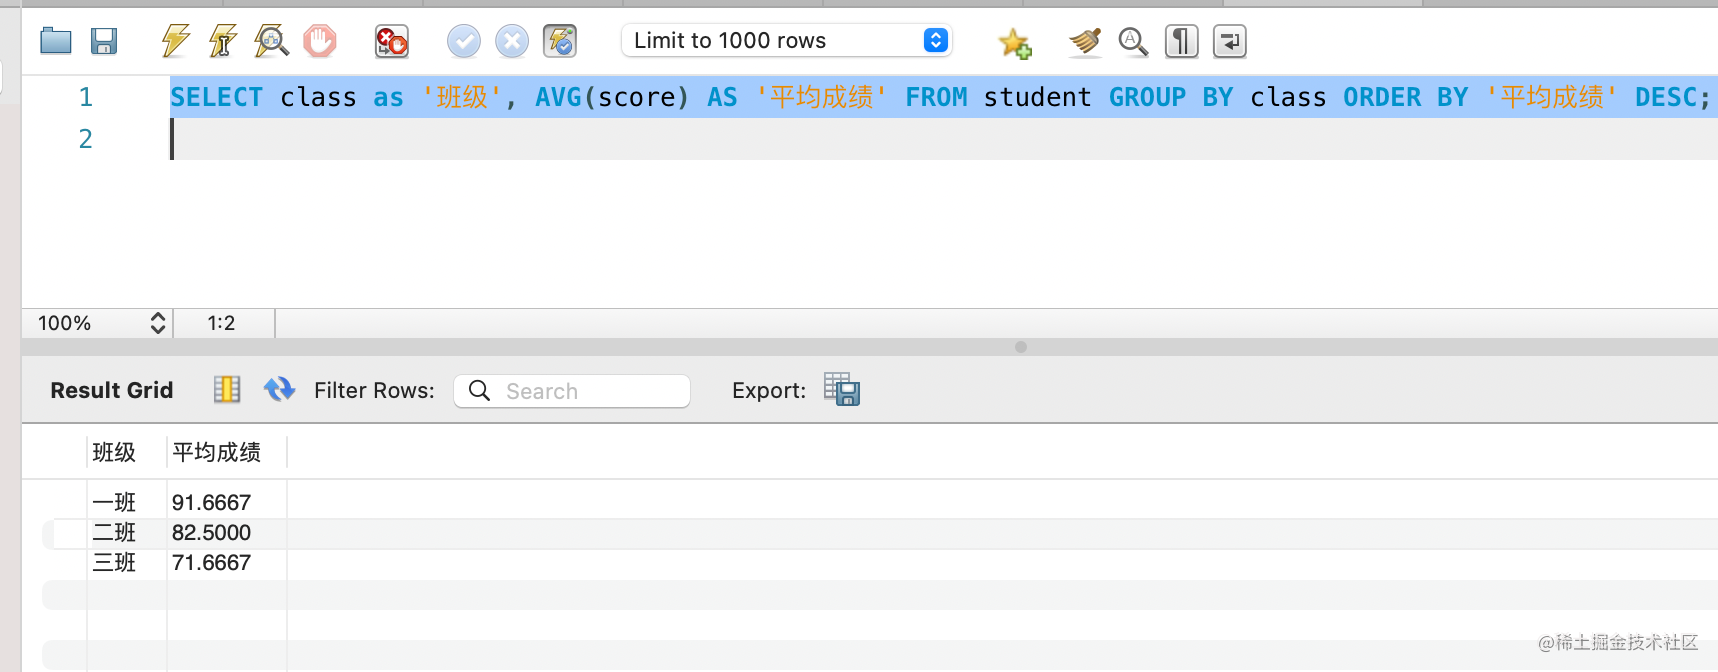 Limit to 1000 rows
1 SELECT class as '班级', AVG(score) AS '平均成绩' FROM student GROUP BY class ORDER BY '平均成绩' DESC;
2
100% 1:2
Result Grid Filter Rows: Search Export:
班级 平均成绩
一班 91.6667
二班 82.5000
三班 71.6667
@稀土掘金技术社区